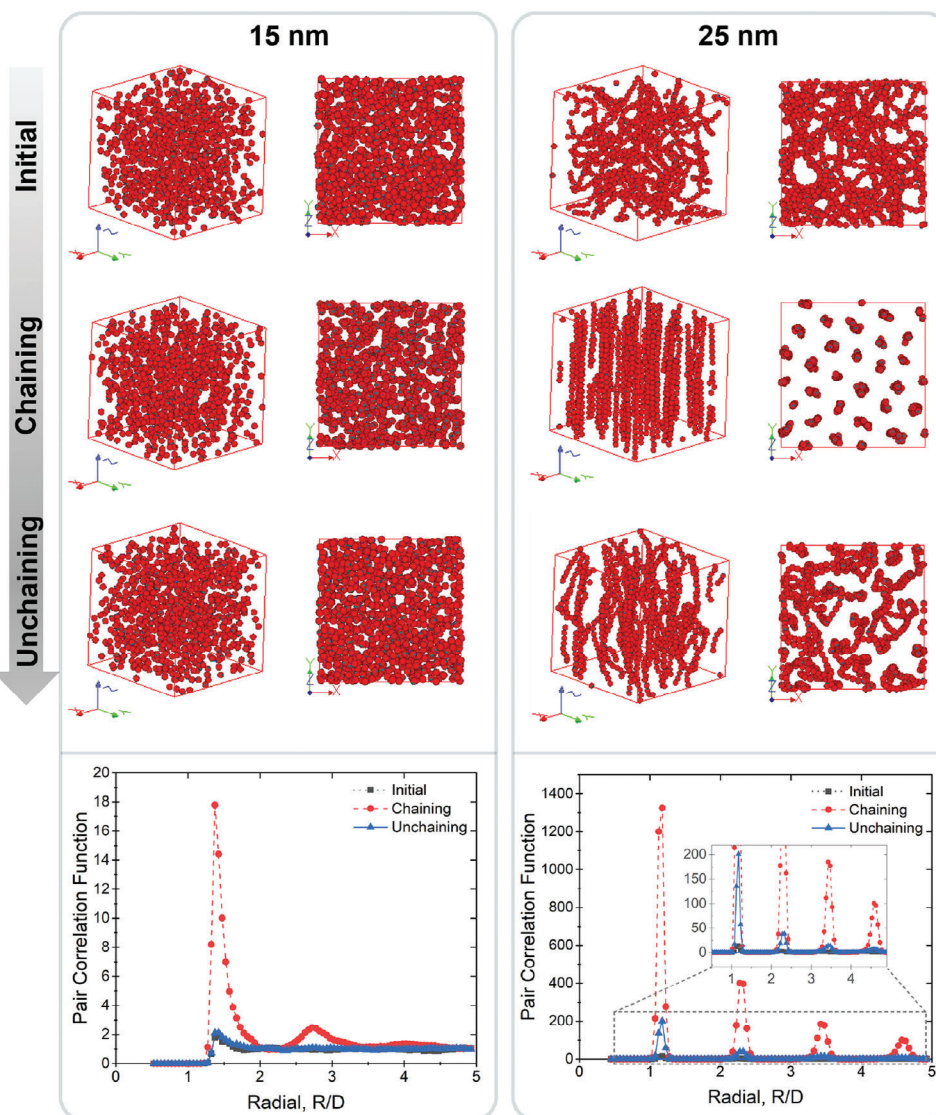 15 nm
25 nm
Initial
Chaining
Unchaining
Y
Z
X
Y
Z
X
Y
Z
X
Y
Z
X
Y
Z
X
Y
Z
X
Pair Correlation Function
20
18
16
14
12
10
8
6
4
2
0
0
1
2
3
4
5
Radial, R/D
Initial
Chaining
Unchaining
Pair Correlation Function
1400
1200
1000
800
600
400
200
0
0
1
2
3
4
5
Radial, R/D
Initial
Chaining
Unchaining
200
150
100
50
0
1
2
3
4